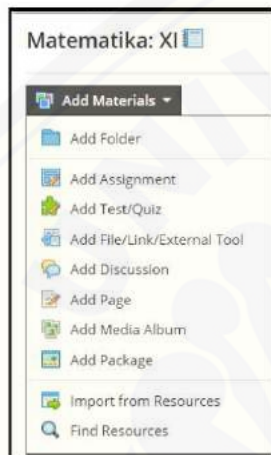 Matematika: XI
Add Materials
Add Folder
Add Assignment
Add Test/Quiz
Add File/Link/External Tool
Add Discussion
Add Page
Add Media Album
Add Package
Import from Resources
Find Resources